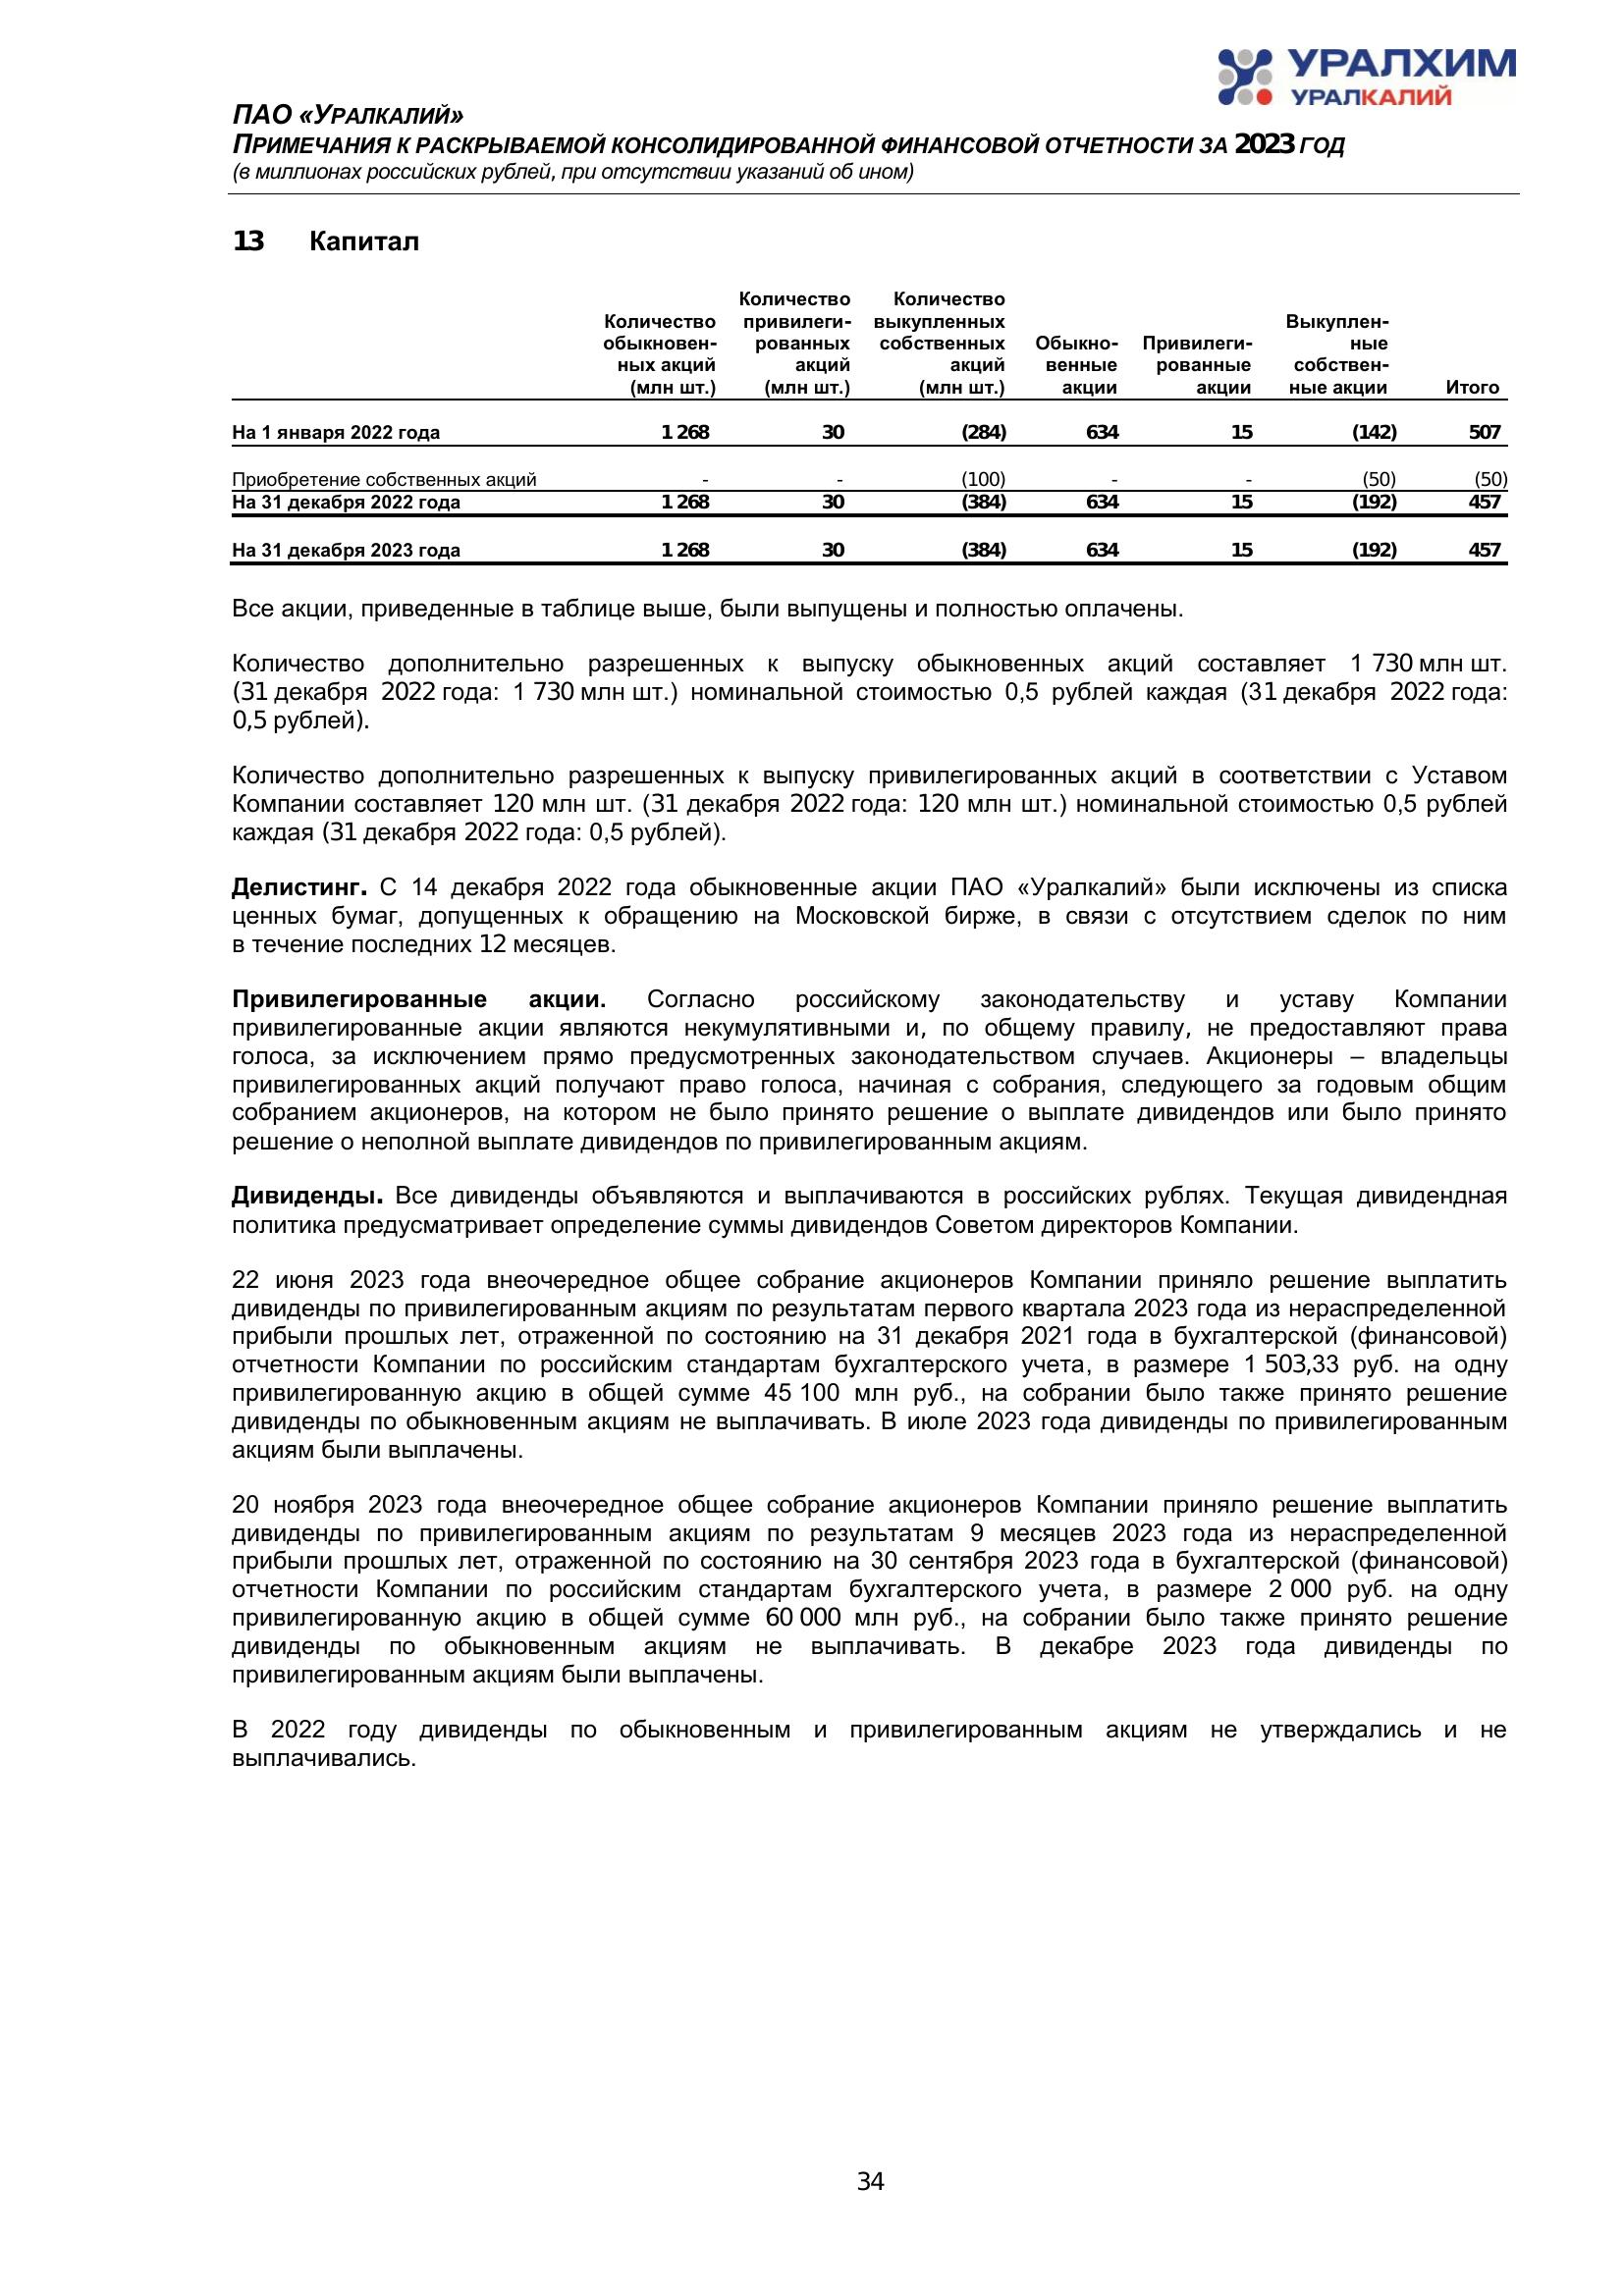 УРАЛХИМ
УРАЛКАЛИЙ
ПАО «УРАЛКАЛИЙ»
ПРИМЕЧАНИЯ К РАСКРЫВАЕМОЙ КОНСОЛИДИРОВАННОЙ ФИНАНСОВОЙ ОТЧЕТНОСТИ ЗА 2023 ГОД
(в миллионах российских рублей, при отсутствии указаний об ином)
13 Капитал
Количество обыкновен-ных акций (млн шт.) Количество привилеги-рованных акций (млн шт.) Количество выкупленных собственных акций (млн шт.) Обыкно-венные акции Привилеги-рованные акции Выкуплен-ные собствен-ные акции Итого
На 1 января 2022 года 1 268 30 (284) 634 15 (142) 507
Приобретение собственных акций - - (100) - - (50) (50)
На 31 декабря 2022 года 1 268 30 (384) 634 15 (192) 457
На 31 декабря 2023 года 1 268 30 (384) 634 15 (192) 457
Все акции, приведенные в таблице выше, были выпущены и полностью оплачены.
Количество дополнительно разрешенных к выпуску обыкновенных акций составляет 1 730 млн шт.
(31 декабря 2022 года: 1 730 млн шт.) номинальной стоимостью 0,5 рублей каждая (31 декабря 2022 года:
0,5 рублей).
Количество дополнительно разрешенных к выпуску привилегированных акций в соответствии с Уставом
Компании составляет 120 млн шт. (31 декабря 2022 года: 120 млн шт.) номинальной стоимостью 0,5 рублей
каждая (31 декабря 2022 года: 0,5 рублей).
Делистинг. С 14 декабря 2022 года обыкновенные акции ПАО «Уралкалий» были исключены из списка
ценных бумаг, допущенных к обращению на Московской бирже, в связи с отсутствием сделок по ним
в течение последних 12 месяцев.
Привилегированные акции. Согласно российскому законодательству и уставу Компании
привилегированные акции являются некумулятивными и, по общему правилу, не предоставляют права
голоса, за исключением прямо предусмотренных законодательством случаев. Акционеры – владельцы
привилегированных акций получают право голоса, начиная с собрания, следующего за годовым общим
собранием акционеров, на котором не было принято решение о выплате дивидендов или было принято
решение о неполной выплате дивидендов по привилегированным акциям.
Дивиденды. Все дивиденды объявляются и выплачиваются в российских рублях. Текущая дивидендная
политика предусматривает определение суммы дивидендов Советом директоров Компании.
22 июня 2023 года внеочередное общее собрание акционеров Компании приняло решение выплатить
дивиденды по привилегированным акциям по результатам первого квартала 2023 года из нераспределенной
прибыли прошлых лет, отраженной по состоянию на 31 декабря 2021 года в бухгалтерской (финансовой)
отчетности Компании по российским стандартам бухгалтерского учета, в размере 1 503,33 руб. на одну
привилегированную акцию в общей сумме 45 100 млн руб., на собрании было также принято решение
дивиденды по обыкновенным акциям не выплачивать. В июле 2023 года дивиденды по привилегированным
акциям были выплачены.
20 ноября 2023 года внеочередное общее собрание акционеров Компании приняло решение выплатить
дивиденды по привилегированным акциям по результатам 9 месяцев 2023 года из нераспределенной
прибыли прошлых лет, отраженной по состоянию на 30 сентября 2023 года в бухгалтерской (финансовой)
отчетности Компании по российским стандартам бухгалтерского учета, в размере 2 000 руб. на одну
привилегированную акцию в общей сумме 60 000 млн руб., на собрании было также принято решение
дивиденды по обыкновенным акциям не выплачивать. В декабре 2023 года дивиденды по
привилегированным акциям были выплачены.
В 2022 году дивиденды по обыкновенным и привилегированным акциям не утверждались и не
выплачивались.
34